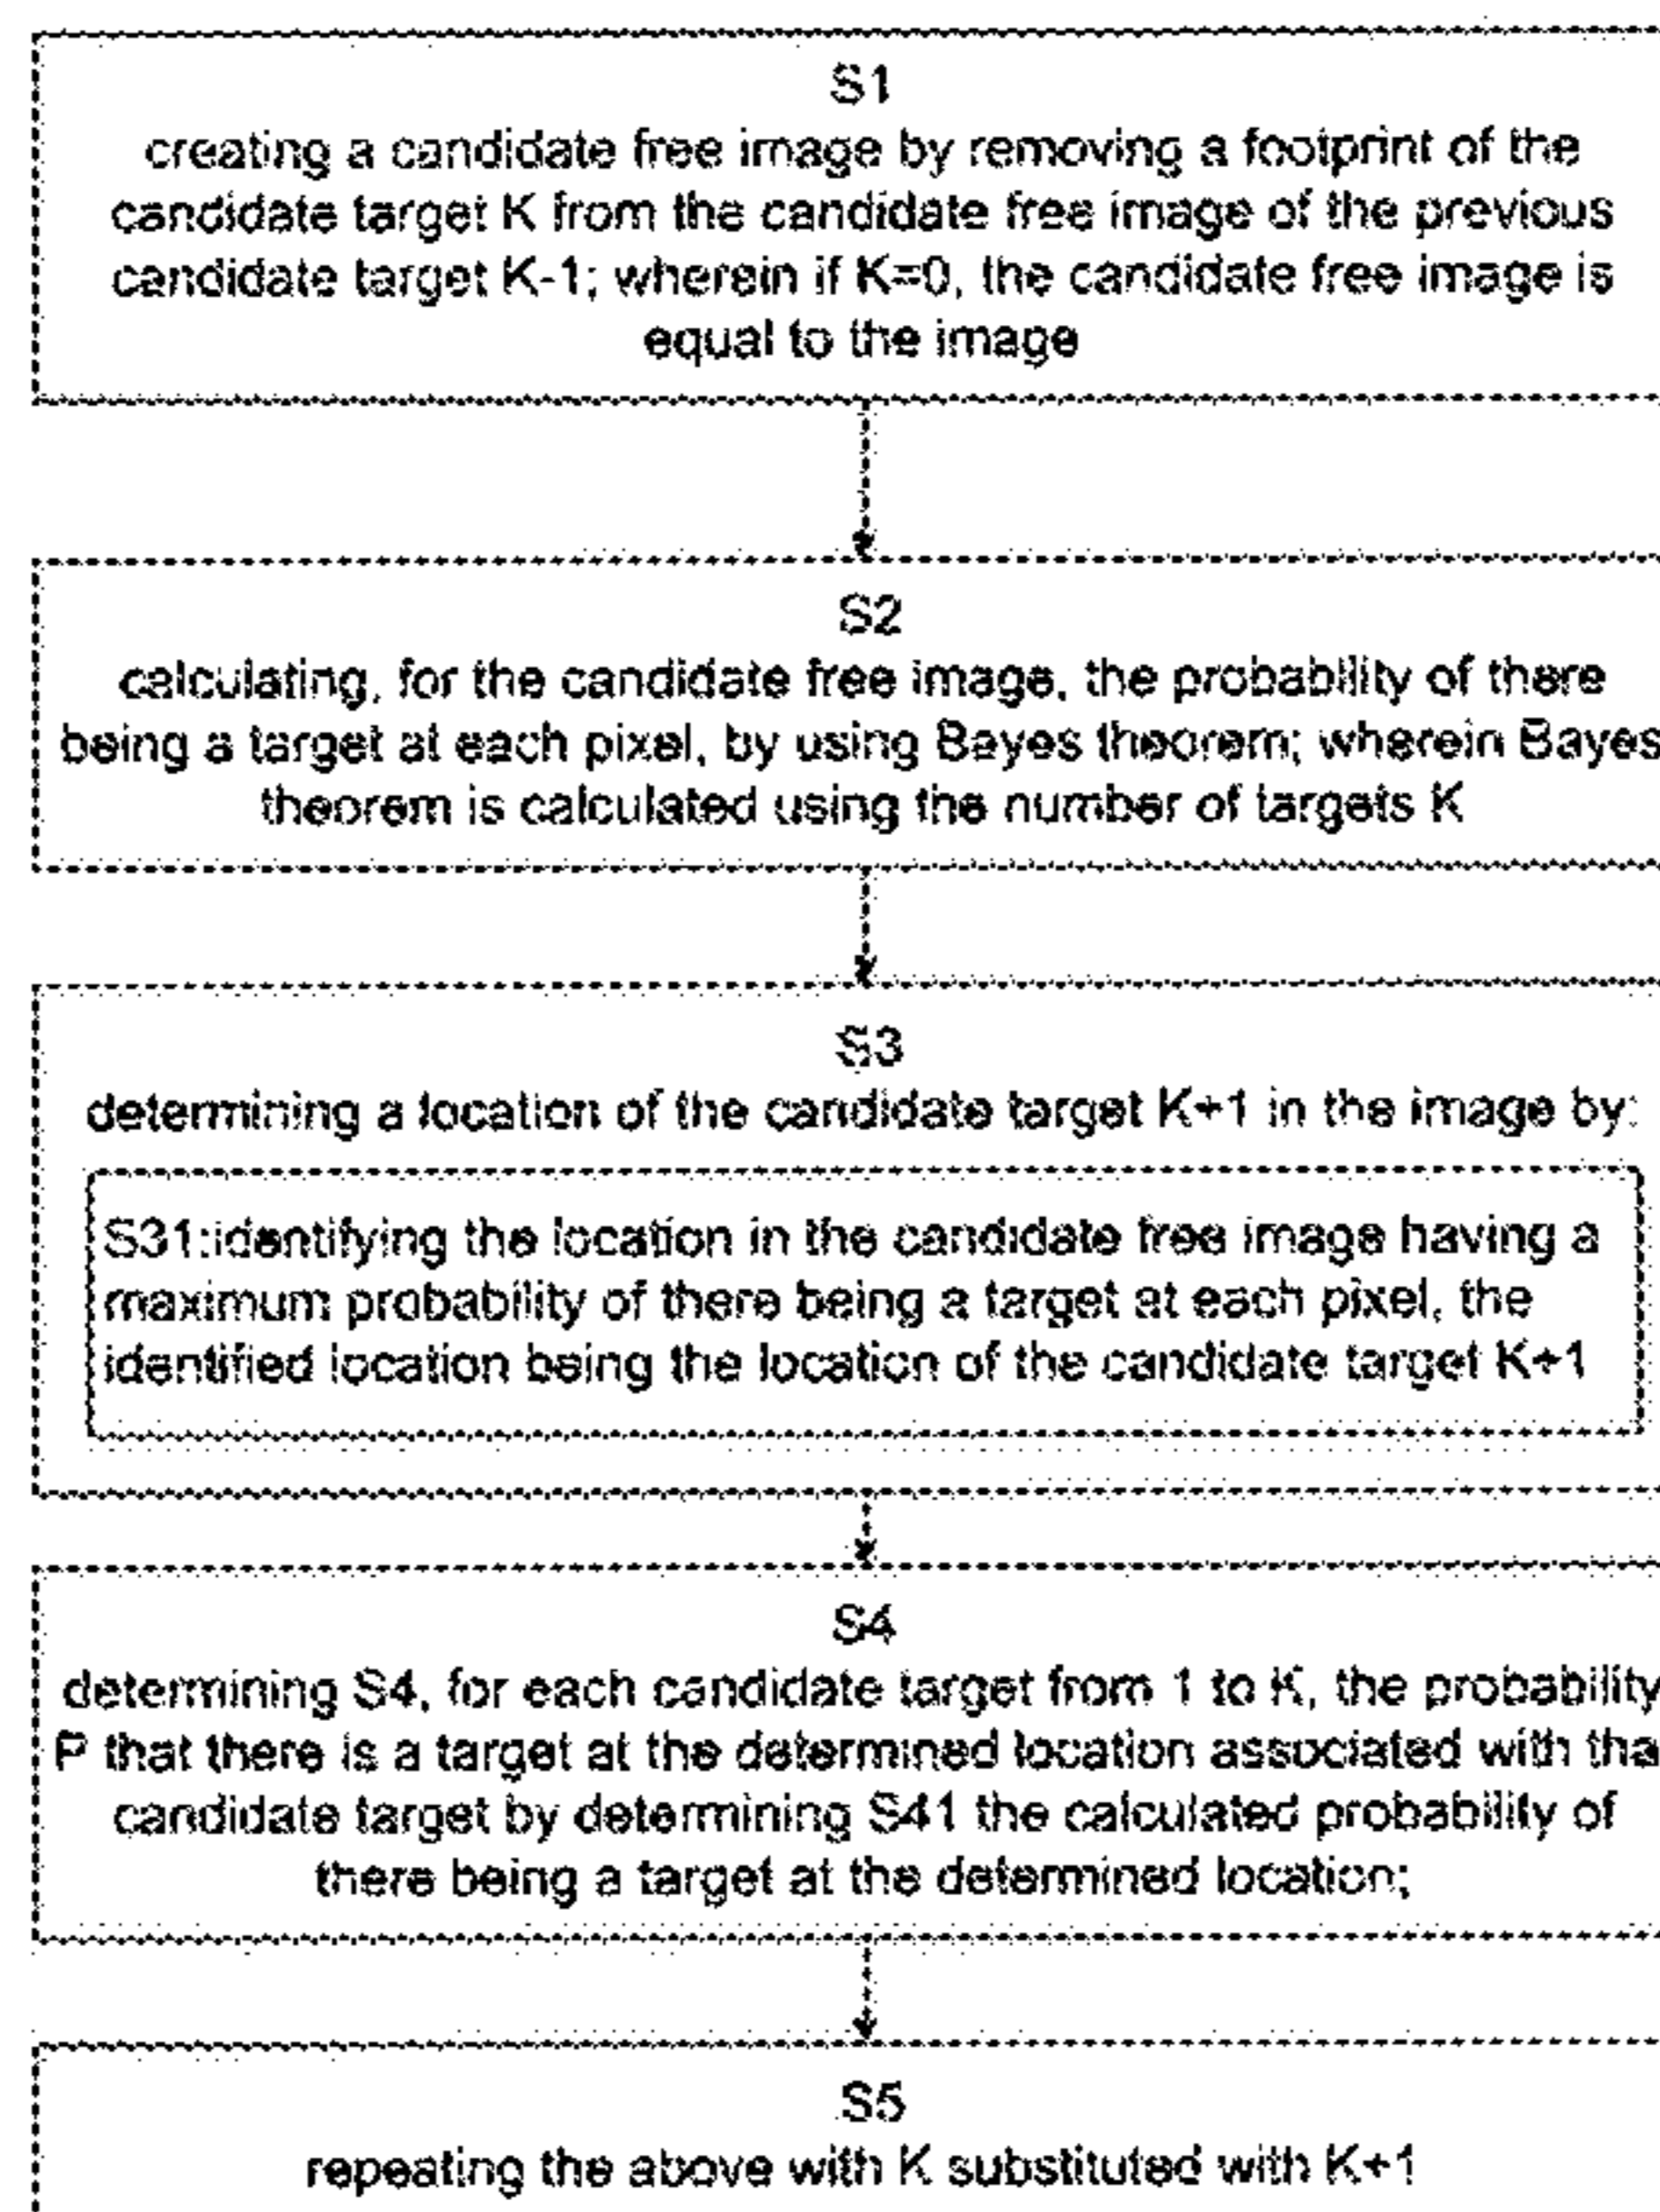 S1
creating a candidate free image by removing a footprint of the
candidate target K from the candidate free image of the previous
candidate target K-1; wherein if K=0, the candidate free image is
equal to the image
S2
calculating, for the candidate free image, the probability of there
being a target at each pixel, by using Bayes theorem; wherein Bayes
theorem is calculated using the number of targets K
S3
determining a location of the candidate target K+1 in the image by:
S31:identifying the location in the candidate free image having a
maximum probability of there being a target at each pixel, the
identified location being the location of the candidate target K+1
S4
determining S4, for each candidate target from 1 to K, the probability
P that there is a target at the determined location associated with tha
candidate target by determining S41 the calculated probability of
there being a target at the determined location;
S5
repeating the above with K substituted with K+1